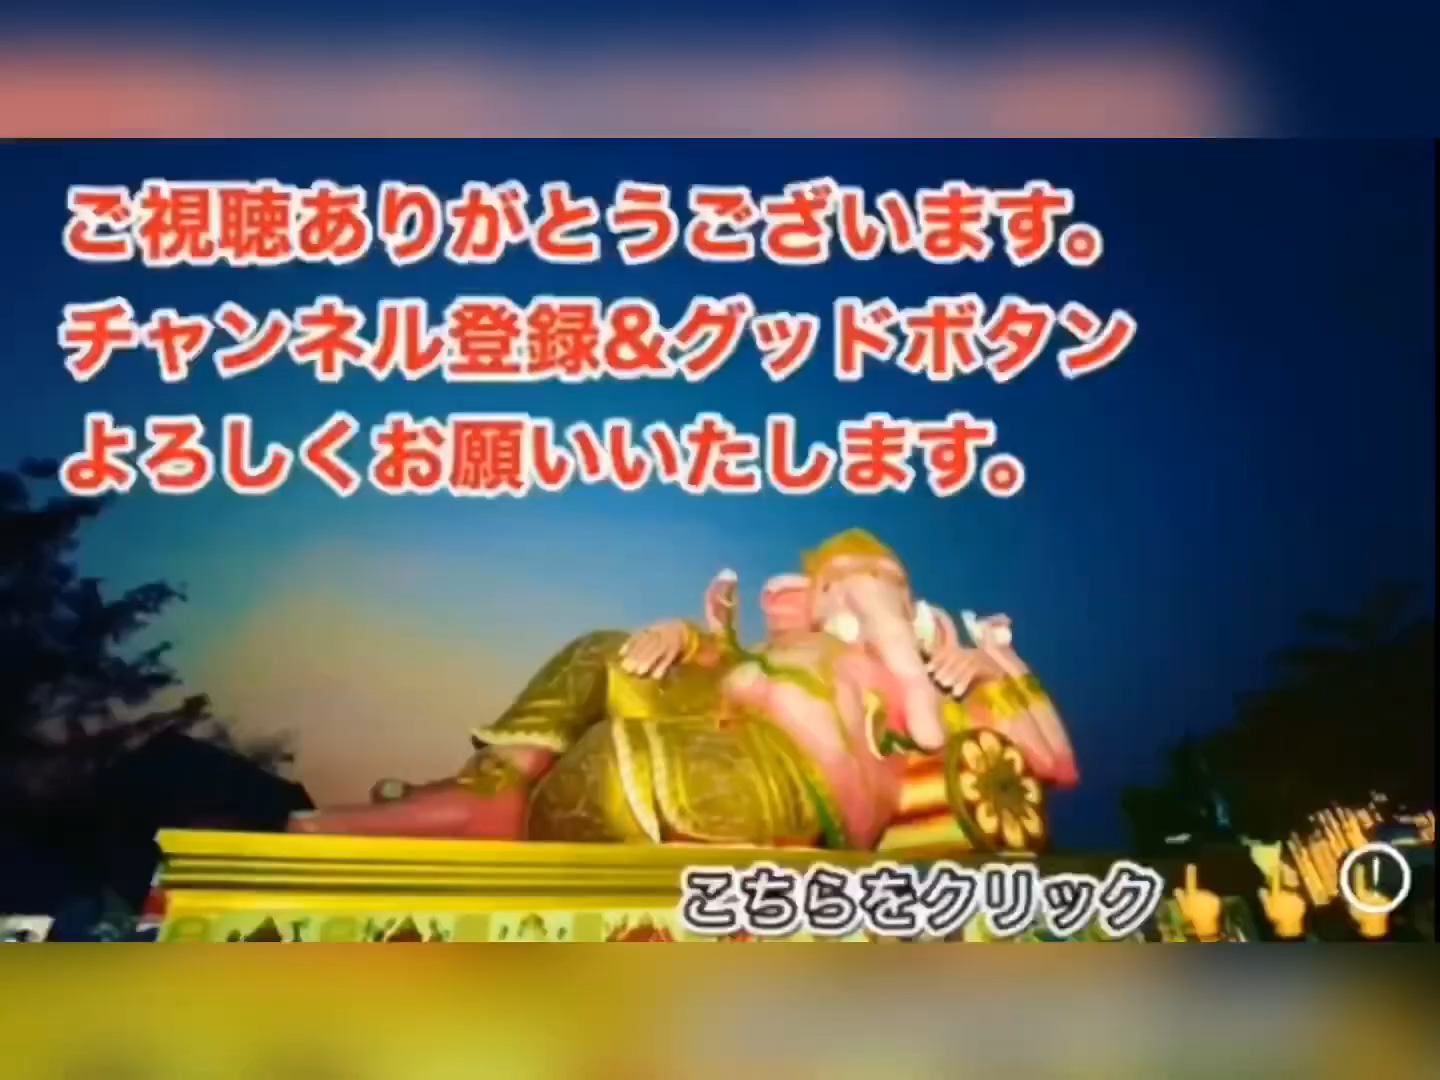 ご視聴ありがとうございます。
チャンネル登録&グッドボタン
よろしくお願いいたします。
こちらをクリック